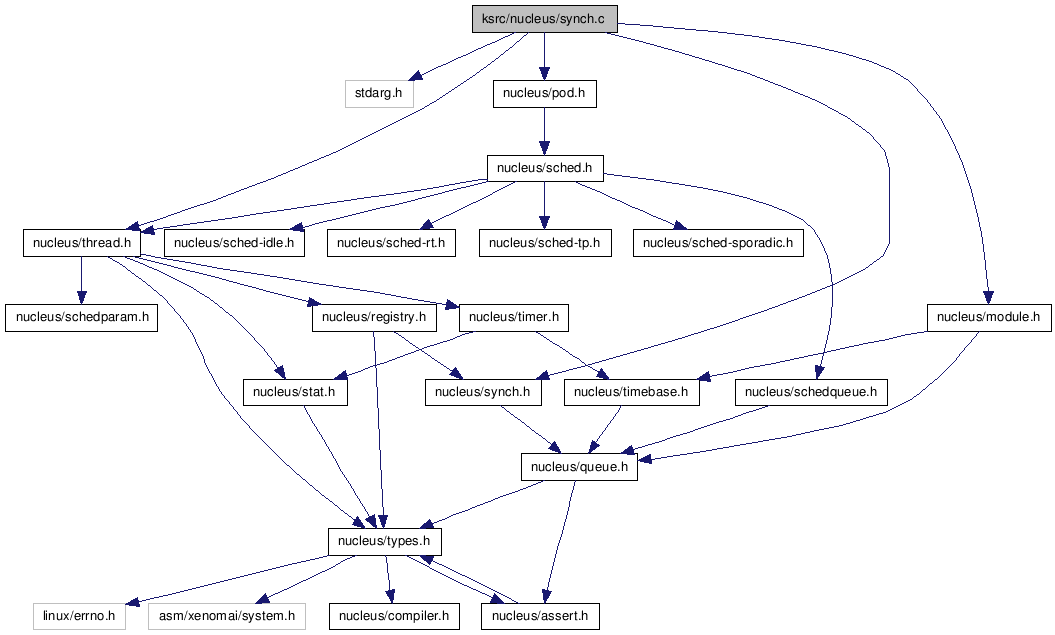 ksrc/nucleus/synch.c
stdarg.h
nucleus/pod.h
nucleus/sched.h
nucleus/thread.h
nucleus/sched-idle.h
nucleus/sched-rt.h
nucleus/sched-tp.h
nucleus/sched-sporadic.h
nucleus/schedparam.h
nucleus/registry.h
nucleus/timer.h
nucleus/module.h
nucleus/stat.h
nucleus/synch.h
nucleus/timebase.h
nucleus/schedqueue.h
nucleus/queue.h
nucleus/types.h
linux/errno.h
asm/xenomai/system.h
nucleus/compiler.h
nucleus/assert.h